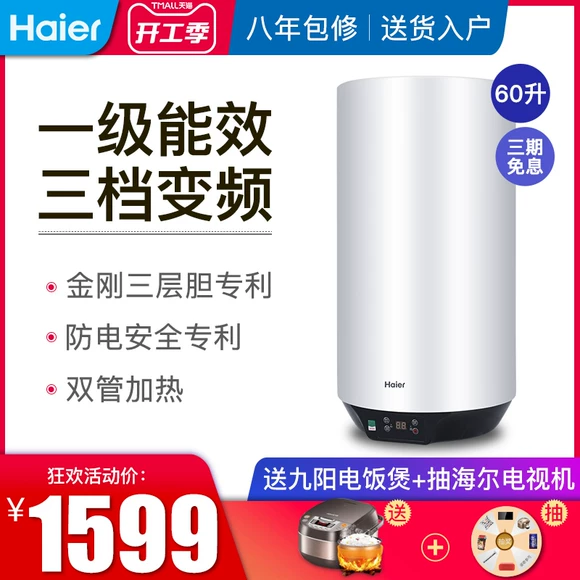 Haier
TMALL天猫
开工季
八年包修 | 送货入户
60升
三期
免息
一级能效
三档变频
金刚三层胆专利
防电安全专利
双管加热
Haier
88
狂欢活动价:
¥1599
送九阳电饭煲+抽海尔电视机
送
+
抽